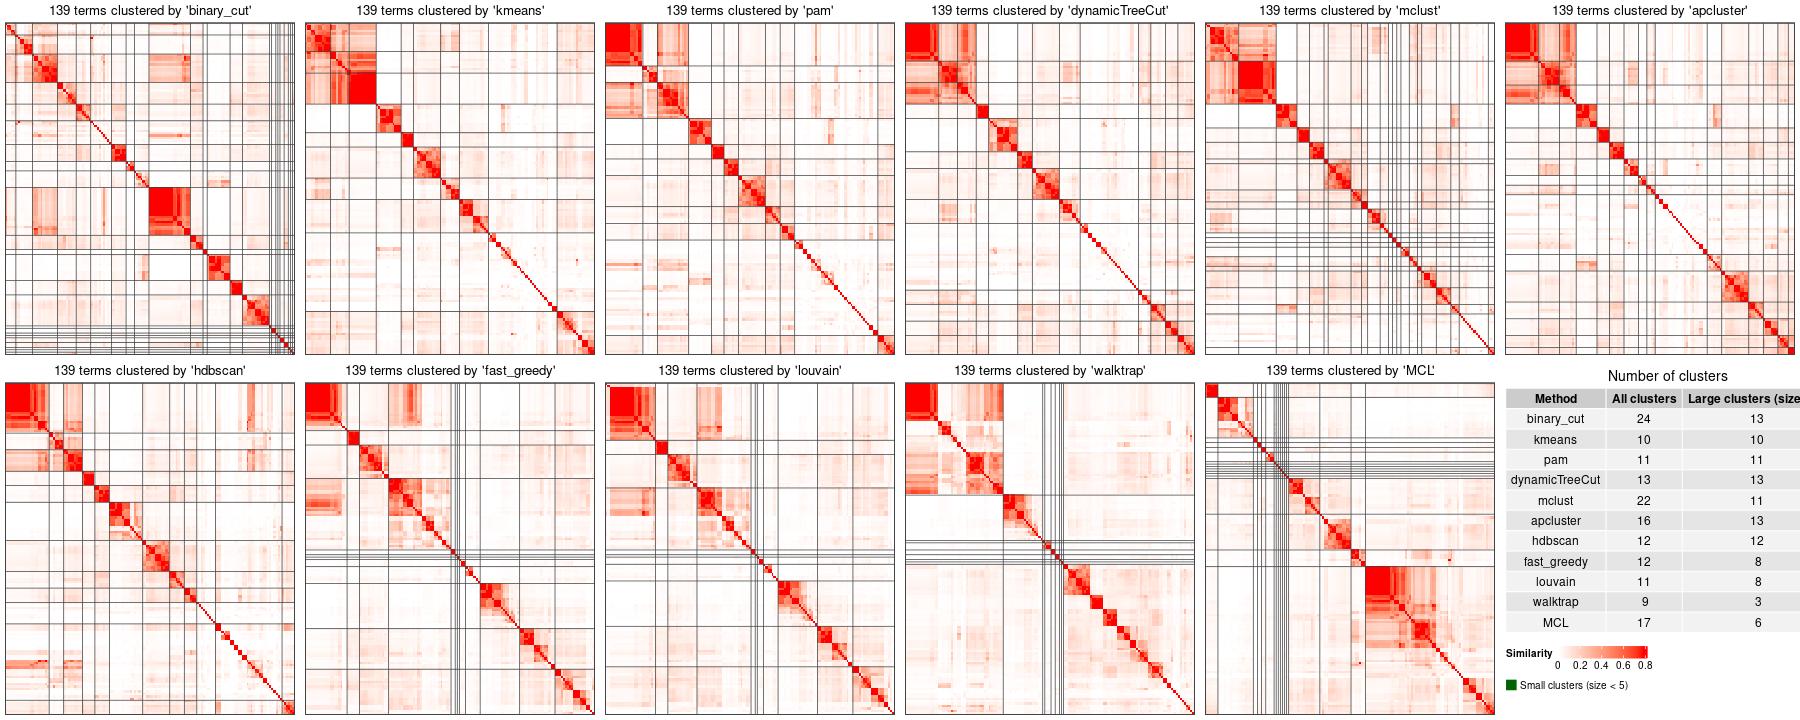 139 terms clustered by 'binary_cut'
139 terms clustered by 'kmeans'
139 terms clustered by 'pam'
139 terms clustered by 'dynamicTreeCut'
139 terms clustered by 'mclust'
139 terms clustered by 'apcluster'
139 terms clustered by 'hdbscan'
139 terms clustered by 'fast_greedy'
139 terms clustered by 'louvain'
139 terms clustered by 'walktrap'
139 terms clustered by 'MCL'
Number of clusters
Method All clusters Large clusters (size
binary_cut 24 13
kmeans 10 10
pam 11 11
dynamicTreeCut 13 13
mclust 22 11
apcluster 16 13
hdbscan 12 12
fast_greedy 12 8
louvain 11 8
walktrap 9 3
MCL 17 6
Similarity
0 0.2 0.4 0.6 0.8
Small clusters (size < 5)